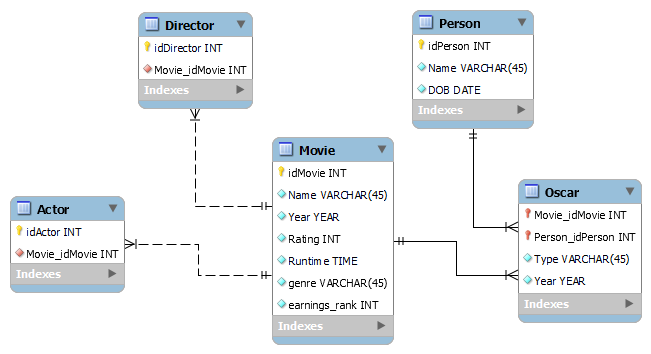 Director
idDirector INT
Movie_idMovie INT
Indexes
Person
idPerson INT
Name VARCHAR(45)
DOB DATE
Indexes
Movie
idMovie INT
Name VARCHAR(45)
Year YEAR
Rating INT
Runtime TIME
genre VARCHAR(45)
earnings_rank INT
Indexes
Actor
idActor INT
Movie_idMovie INT
Indexes
Oscar
Movie_idMovie INT
Person_idPerson INT
Type VARCHAR(45)
Year YEAR
Indexes